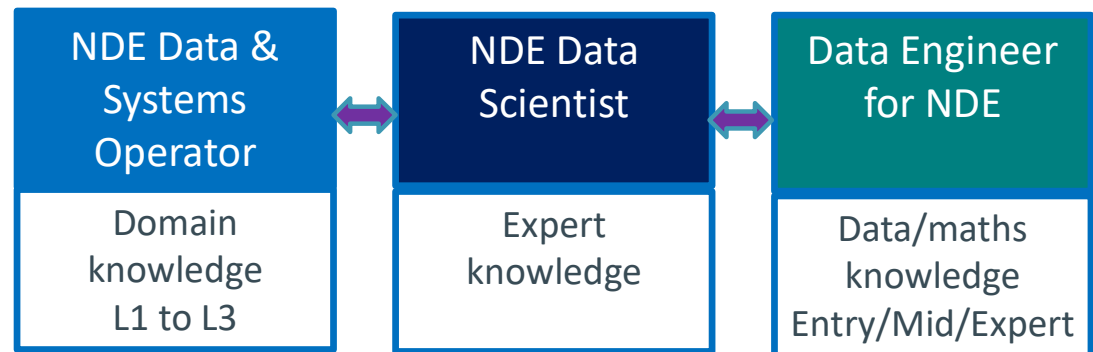 NDE Data &
Systems
Operator
Domain
knowledge
L1 to L3
NDE Data
Scientist
Expert
knowledge
Data Engineer
for NDE
Data/maths
knowledge
Entry/Mid/Expert